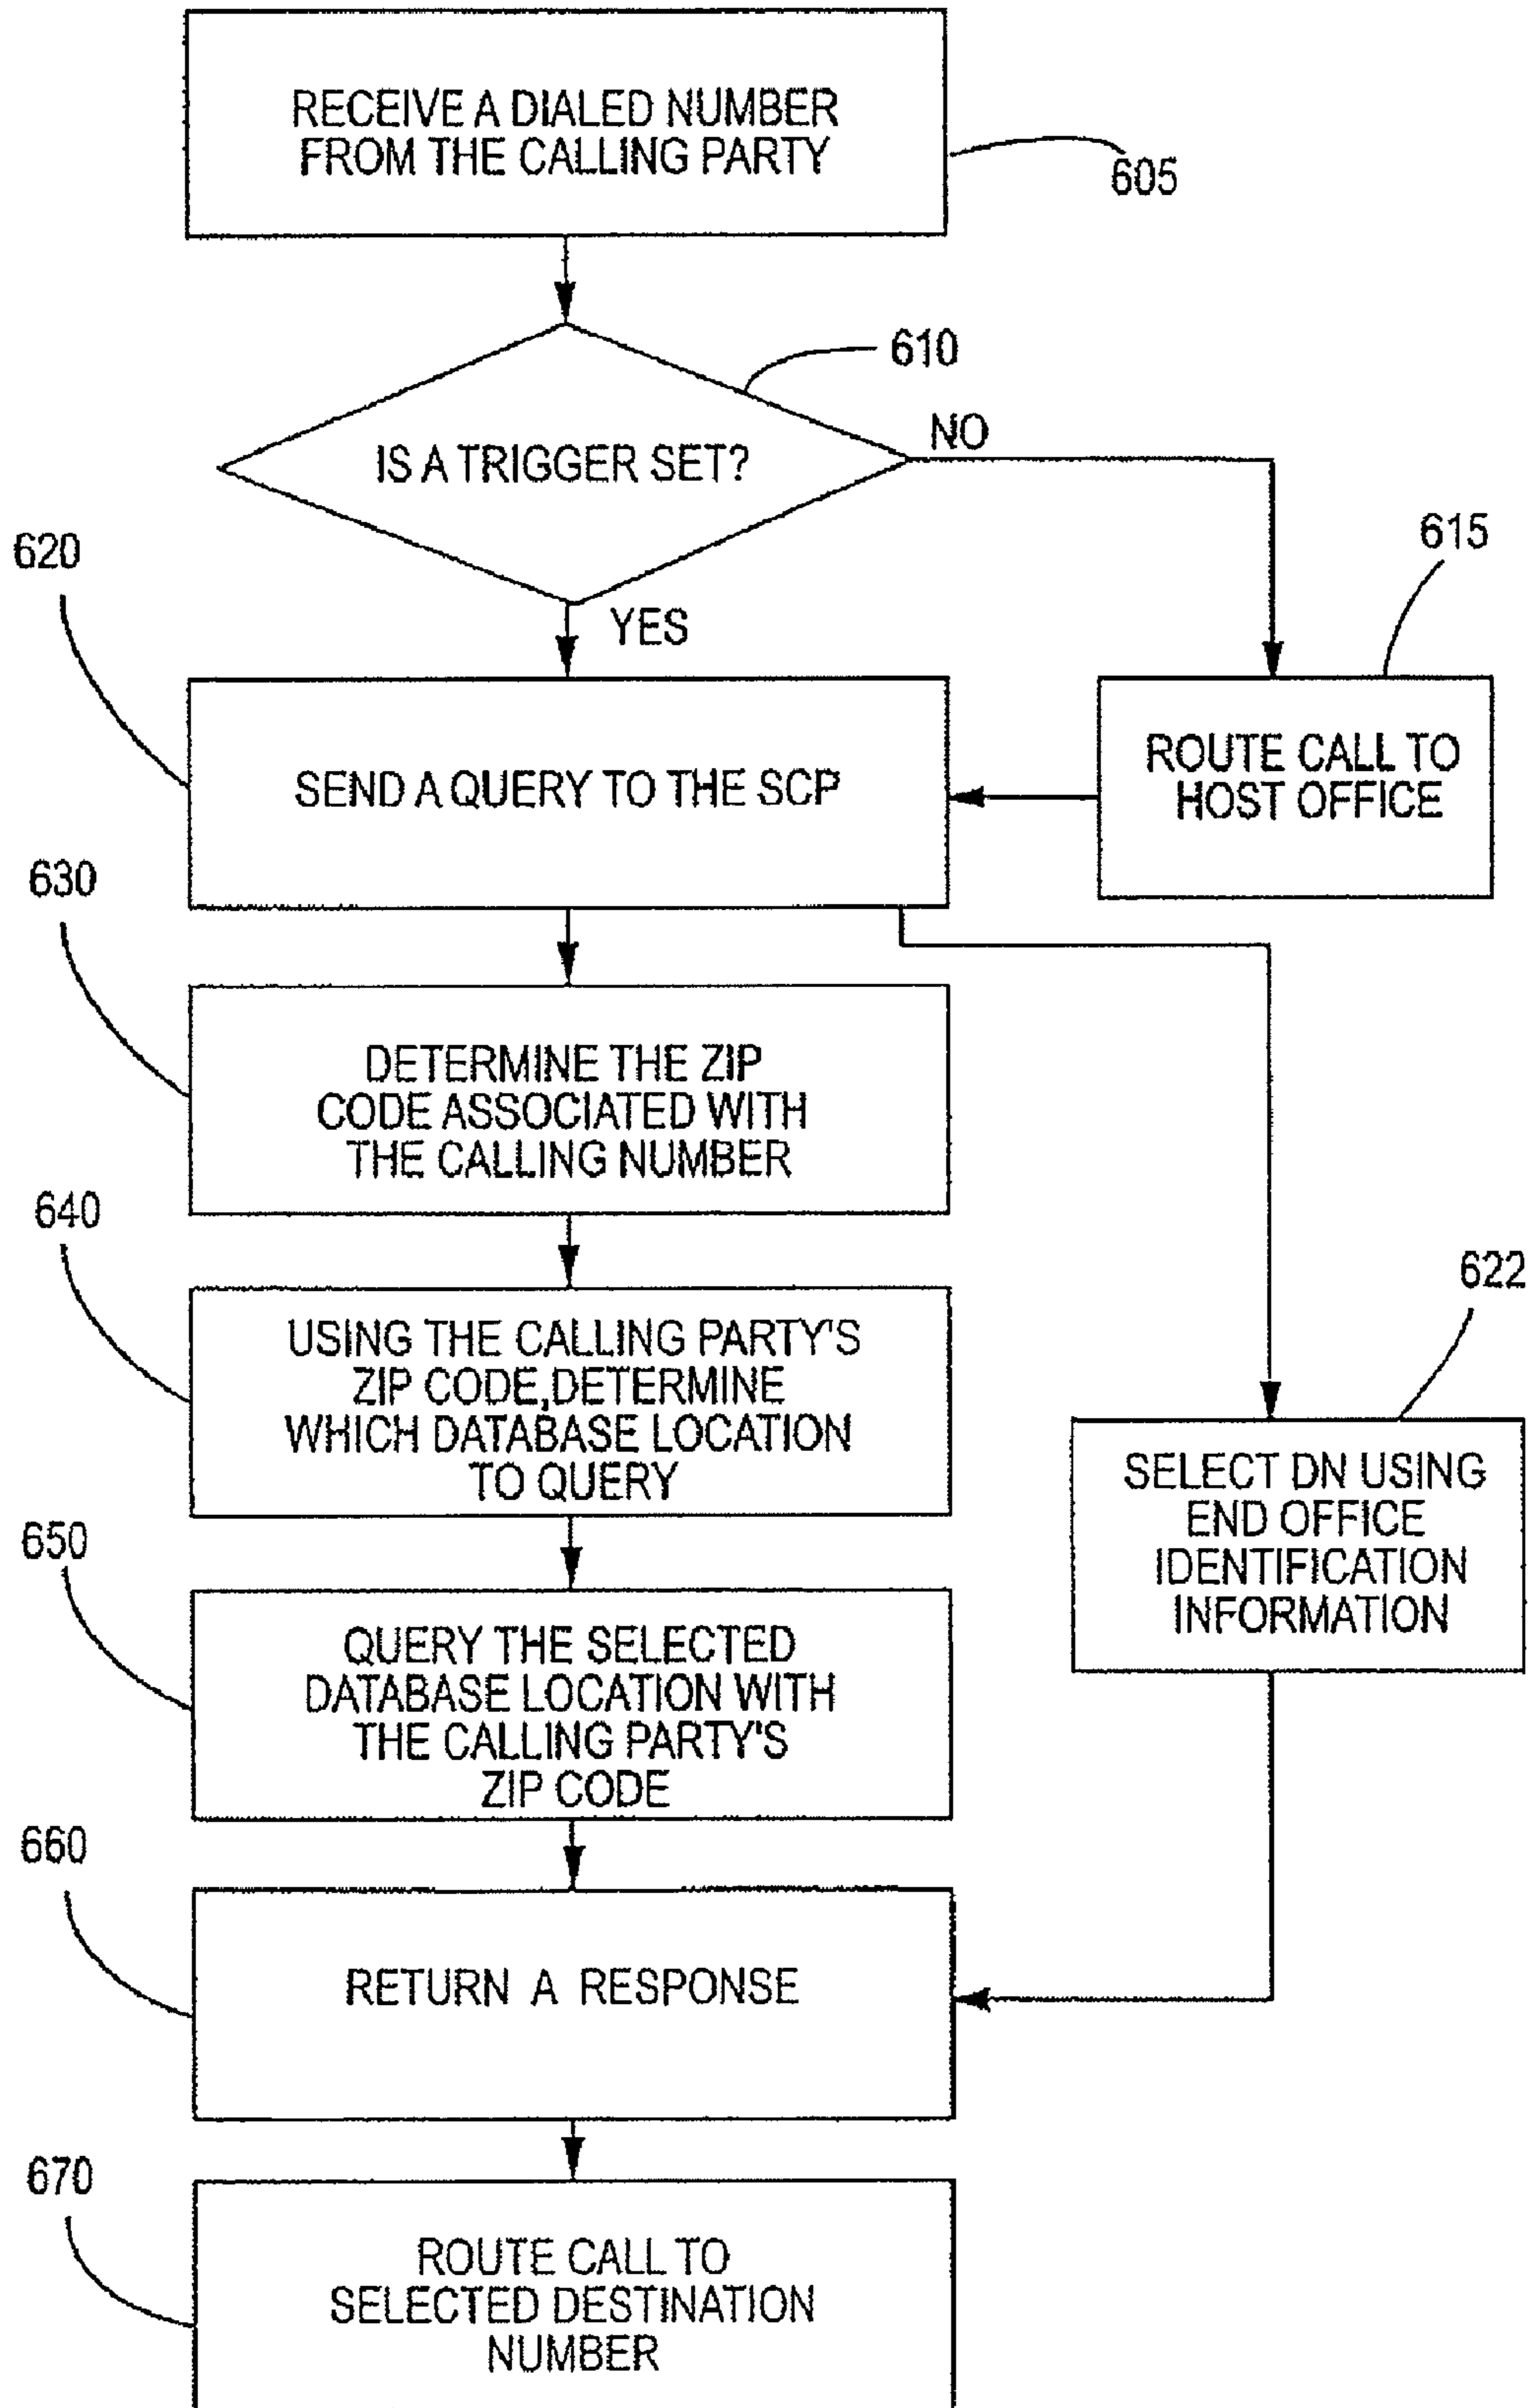 RECEIVE A DIALED NUMBER
FROM THE CALLING PARTY
605
610
IS A TRIGGER SET?
NO
YES
615
ROUTE CALL TO
HOST OFFICE
620
SEND A QUERY TO THE SCP
630
DETERMINE THE ZIP
CODE ASSOCIATED WITH
THE CALLING NUMBER
640
USING THE CALLING PARTY'S
ZIP CODE,DETERMINE
WHICH DATABASE LOCATION
TO QUERY
622
SELECT DN USING
END OFFICE
IDENTIFICATION
INFORMATION
650
QUERY THE SELECTED
DATABASE LOCATION WITH
THE CALLING PARTY'S
ZIP CODE
660
RETURN A RESPONSE
670
ROUTE CALL TO
SELECTED DESTINATION
NUMBER